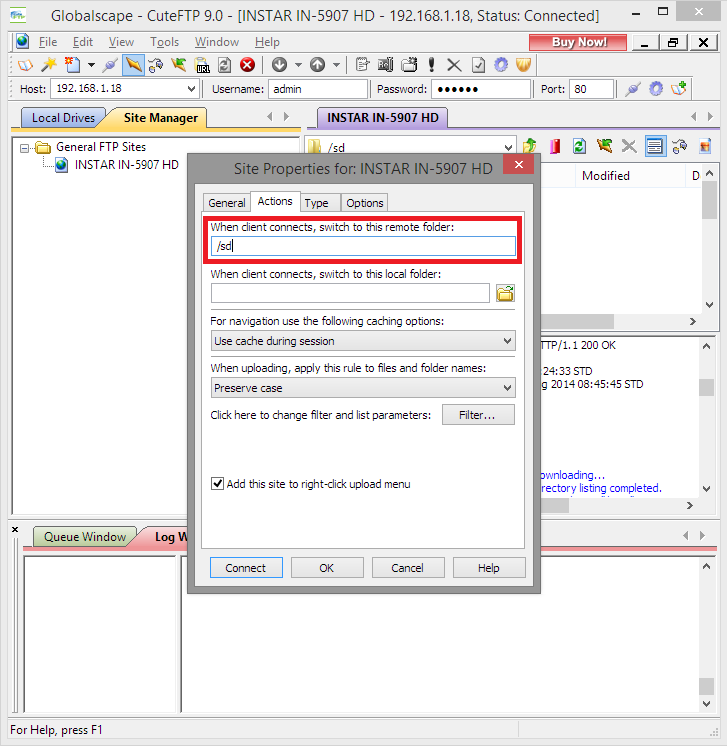 Globalscape - CuteFTP 9.0 - [INSTAR IN-5907 HD - 192.168.1.18, Status: Connected]
File Edit View Tools Window Help
Buy Now!
Host: 192.168.1.18 Username: admin Password: ●●●●●● Port: 80
Local Drives Site Manager
INSTAR IN-5907 HD
General FTP Sites
INSTAR IN-5907 HD
/sd
Modified D
Site Properties for: INSTAR IN-5907 HD
General Actions Type Options
When client connects, switch to this remote folder:
/sd
When client connects, switch to this local folder:
For navigation use the following caching options:
Use cache during session
When uploading, apply this rule to files and folder names:
Preserve case
Click here to change filter and list parameters: Filter...
Add this site to right-click upload menu
Connect OK Cancel Help
TTP/1.1 200 OK
24:33 STD
g 2014 08:45:45 STD
ownloading...
rectory listing completed.
Queue Window Log W
For Help, press F1